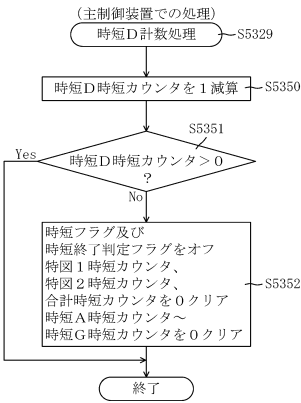 (主制御装置での処理)
時短D計数処理
S5329
時短D時短カウンタを1減算
S5350
S5351
Yes
時短D時短カウンタ>0
?
No
時短フラグ及び
時短終了判定フラグをオフ
特図1時短カウンタ、
特図2時短カウンタ、
合計時短カウンタを0クリア
時短A時短カウンタ~
時短G時短カウンタを0クリア
S5352
終了